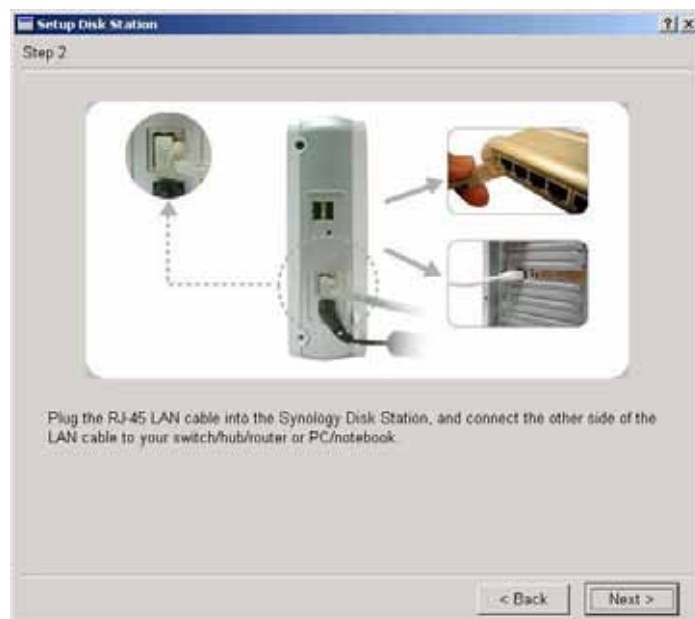 Setup Disk Station
Step 2
Plug the RJ-45 LAN cable into the Synology Disk Station, and connect the other side of the
LAN cable to your switch/hub/router or PC/notebook.
< Back
Next >